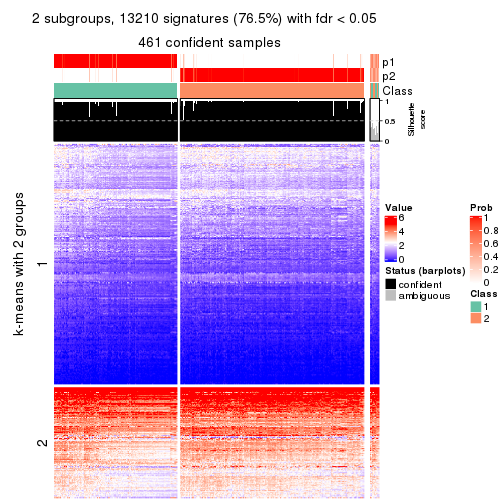 2 subgroups, 13210 signatures (76.5%) with fdr < 0.05
461 confident samples
p1
p2
Class
1
0.5
0
Silhouette
score
k-means with 2 groups
1
2
Value
6
4
2
0
Status (barplots)
confident
ambiguous
Prob
1
0.8
0.6
0.4
0.2
0
Class
1
2